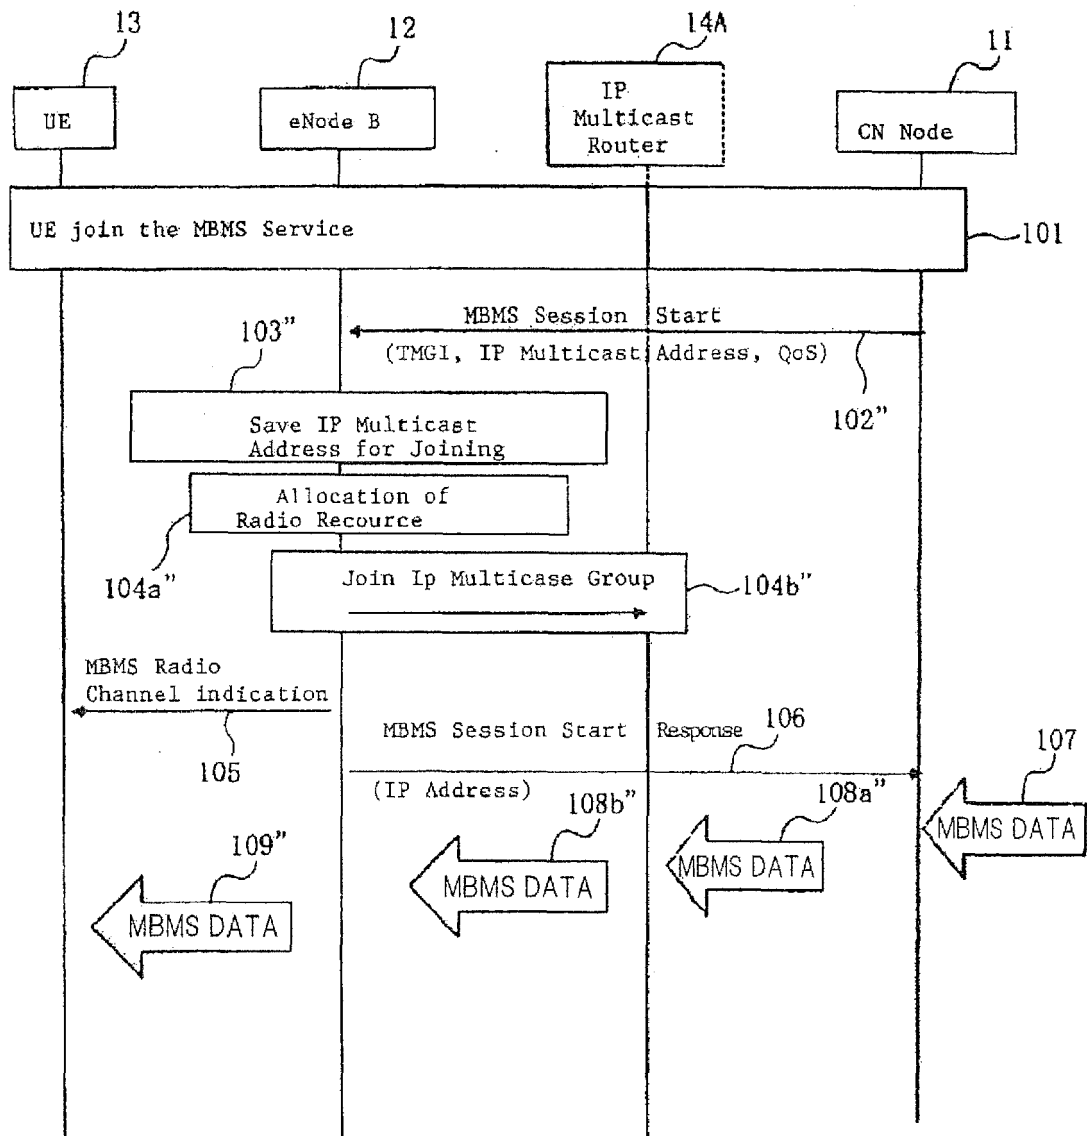 13
12
14A
11
UE
eNode B
IP
Multicast
Router
CN Node
UE join the MBMS Service
101
MBMS Session Start
(TMGI, IP Multicast Address, QoS)
102"
103"
Save IP Multicast
Address for Joining
Allocation of
Radio Recource
104a"
Join Ip Multicase Group
104b"
MBMS Radio
Channel indication
105
MBMS Session Start Response
106
(IP Address)
107
MBMS DATA
108a"
MBMS DATA
108b"
MBMS DATA
109"
MBMS DATA